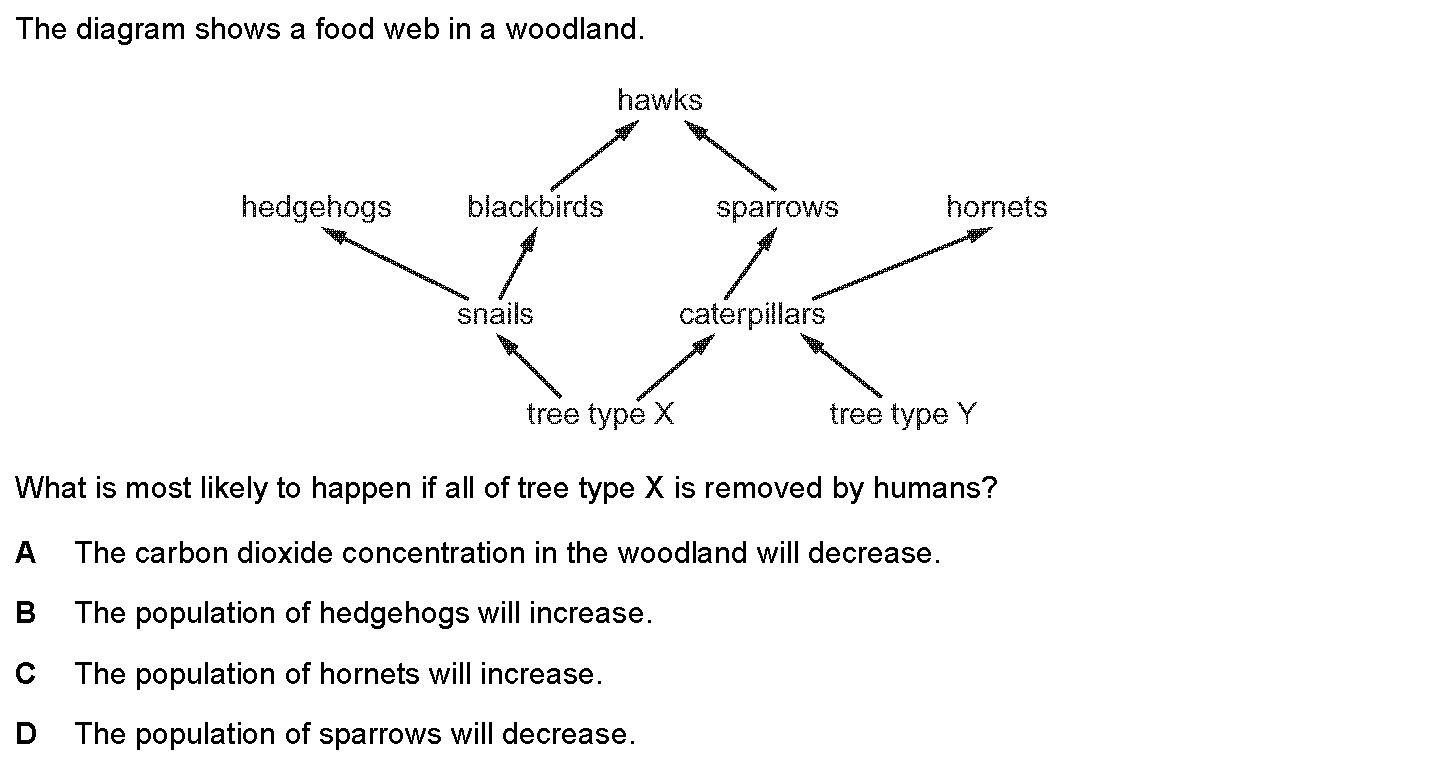 The diagram shows a food web in a woodland.
hawks
hedgehogs blackbirds sparrows hornets
snails caterpillars
tree type X tree type Y
What is most likely to happen if all of tree type X is removed by humans?
A The carbon dioxide concentration in the woodland will decrease.
B The population of hedgehogs will increase.
C The population of hornets will increase.
D The population of sparrows will decrease.